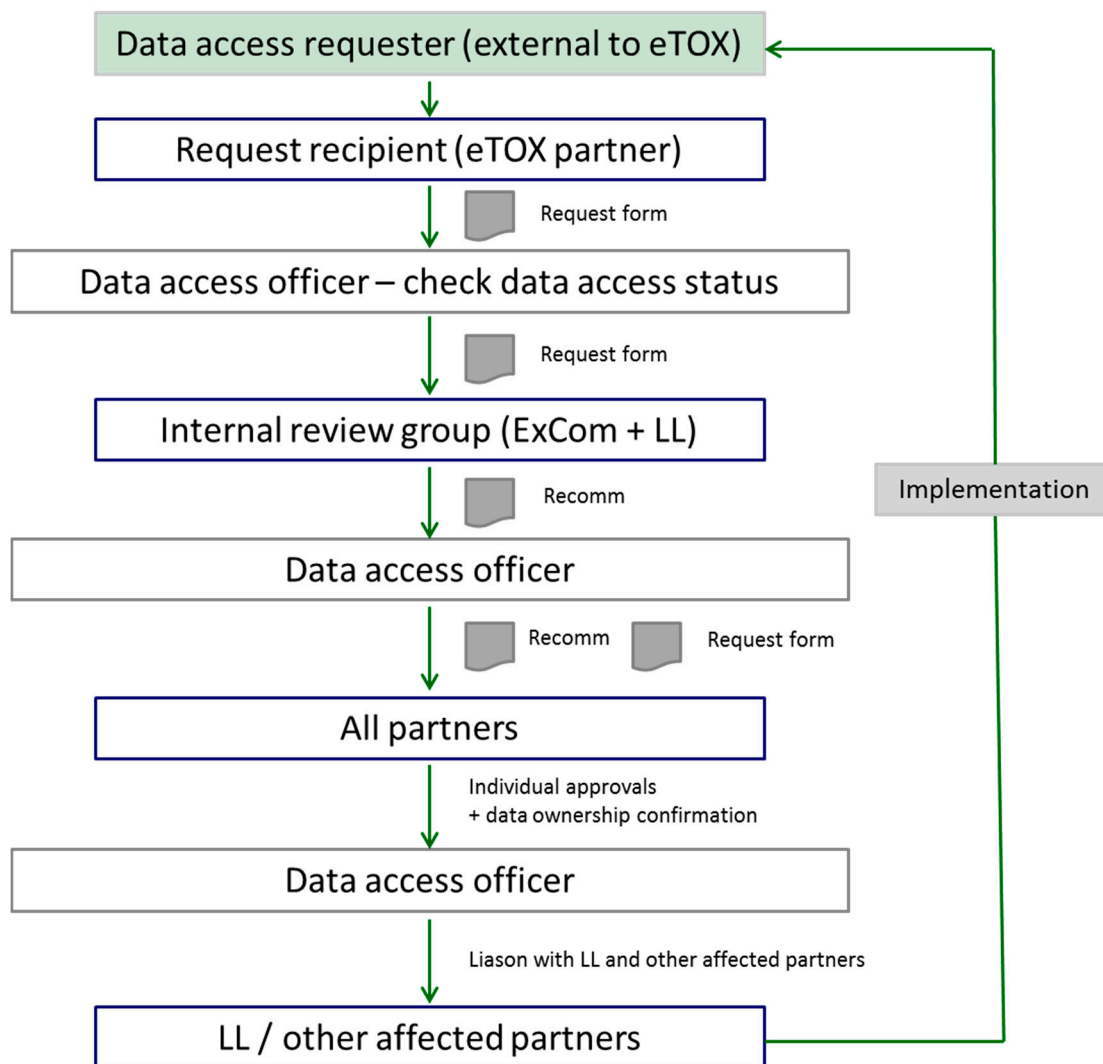 Data access requester (external to eTOX)
Request recipient (eTOX partner)
Request form
Data access officer – check data access status
Request form
Internal review group (ExCom + LL)
Implementation
Recomm
Data access officer
Recomm
Request form
All partners
Individual approvals
+ data ownership confirmation
Data access officer
Liason with LL and other affected partners
LL / other affected partners